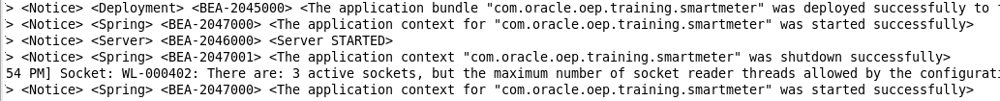 > <Notice> <Deployment> <BEA-2045000> <The application bundle "com.oracle.oep.training.smartmeter" was deployed successfully to
> <Notice> <Spring> <BEA-2047000> <The application context for "com.oracle.oep.training.smartmeter" was started successfully>
> <Notice> <Server> <BEA-2046000> <Server STARTED>
> <Notice> <Spring> <BEA-2047001> <The application context "com.oracle.oep.training.smartmeter" was shutdown successfully>
54 PM] Socket: WL-000402: There are: 3 active sockets, but the maximum number of socket reader threads allowed by the configurati
> <Notice> <Spring> <BEA-2047000> <The application context for "com.oracle.oep.training.smartmeter" was started successfully>